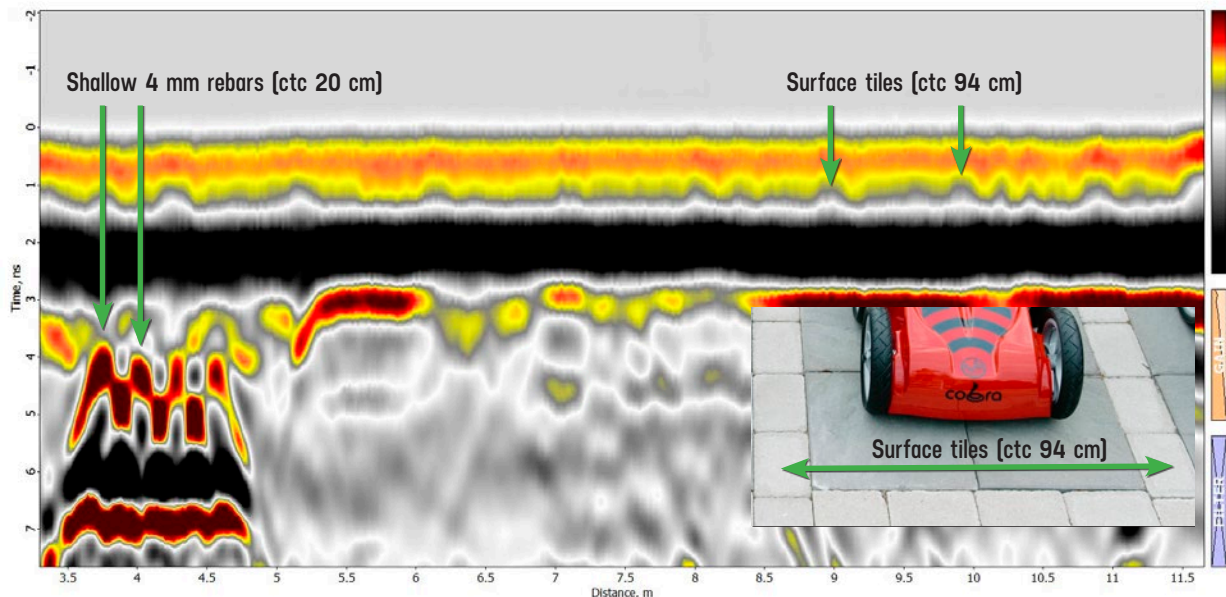 -2
-1
0
1
2
3
4
5
6
7
Time, ns
Shallow 4 mm rebars (ctc 20 cm)
Surface tiles (ctc 94 cm)
cobra
Surface tiles (ctc 94 cm)
GAIN
3.5 4 4.5 5 5.5 6 6.5 7 7.5 8 8.5 9 9.5 10 10.5 11 11.5
Distance, m